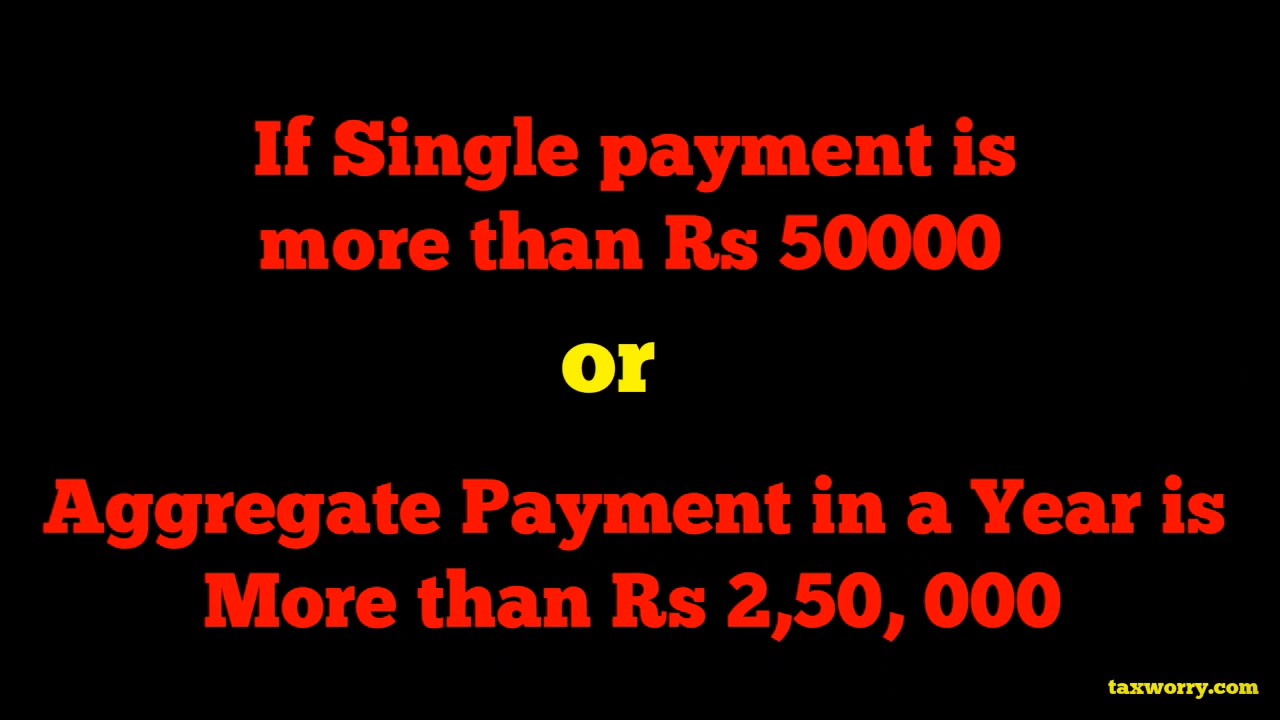 If Single payment is
more than Rs 50000
or
Aggregate Payment in a Year is
More than Rs 2,50, 000
taxworry.com